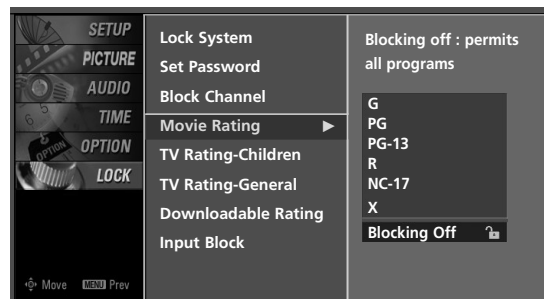 SETUP
PICTURE
AUDIO
TIME
OPTION
LOCK
Move MENU Prev
Lock System
Set Password
Block Channel
Movie Rating ►
TV Rating-Children
TV Rating-General
Downloadable Rating
Input Block
Blocking off : permits
all programs
G
PG
PG-13
R
NC-17
X
Blocking Off